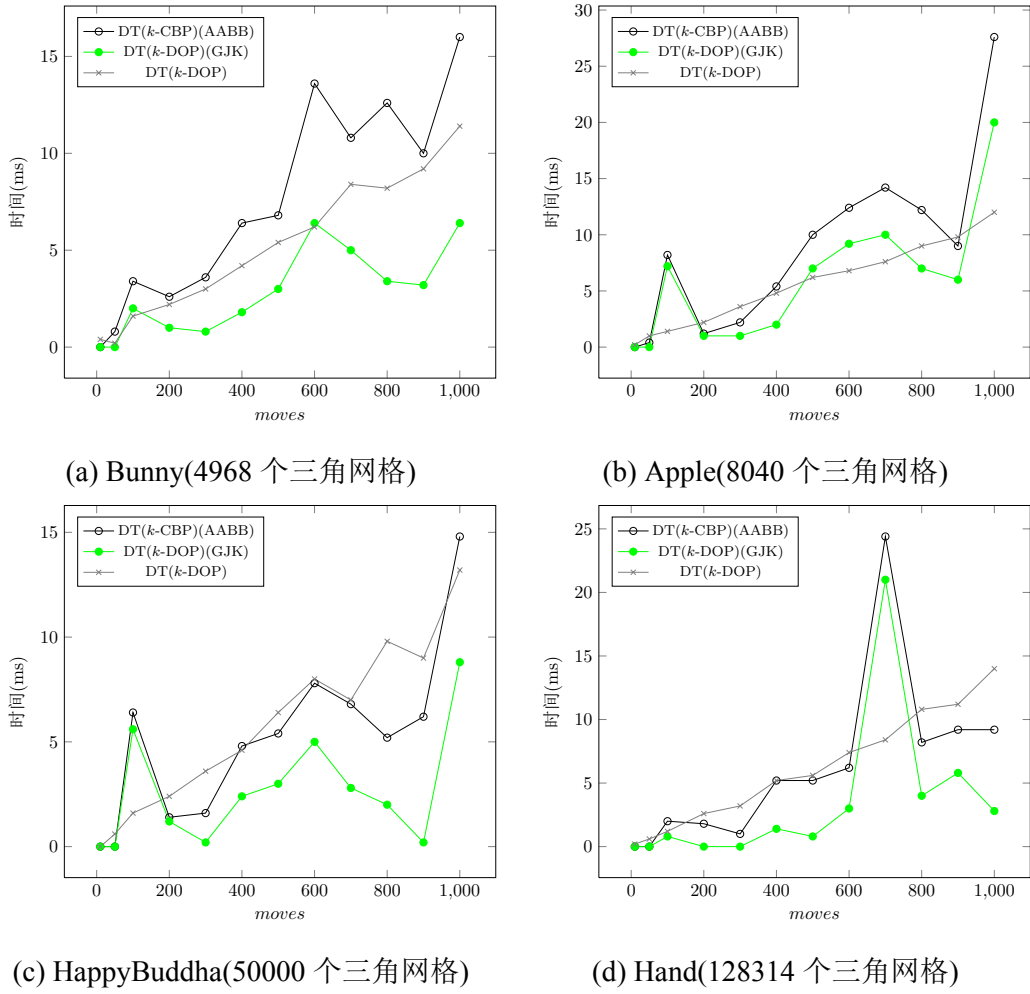 DT(k-CBP)(AABB)
DT(k-DOP)(GJK)
DT(k-DOP)
15
10
5
0
时间(ms)
0 200 400 600 800 1,000
moves
(a) Bunny(4968 个三角网格)
DT(k-CBP)(AABB)
DT(k-DOP)(GJK)
DT(k-DOP)
30
25
20
15
10
5
0
时间(ms)
0 200 400 600 800 1,000
moves
(b) Apple(8040 个三角网格)
DT(k-CBP)(AABB)
DT(k-DOP)(GJK)
DT(k-DOP)
15
10
5
0
时间(ms)
0 200 400 600 800 1,000
moves
(c) HappyBuddha(50000 个三角网格)
DT(k-CBP)(AABB)
DT(k-DOP)(GJK)
DT(k-DOP)
25
20
15
10
5
0
时间(ms)
0 200 400 600 800 1,000
moves
(d) Hand(128314 个三角网格)